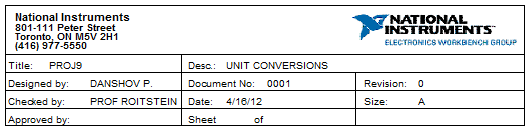 National Instruments
801-111 Peter Street
Toronto, ON M5V 2H1
(416) 977-5550
NATIONAL
INSTRUMENTS
ELECTRONICS WORKBENCH GROUP
Title: PROJ9 Desc.: UNIT CONVERSIONS
Designed by: DANSHOV P. Document No: 0001 Revision: 0
Checked by: PROF ROITSTEIN Date: 4/16/12 Size: A
Approved by: Sheet of